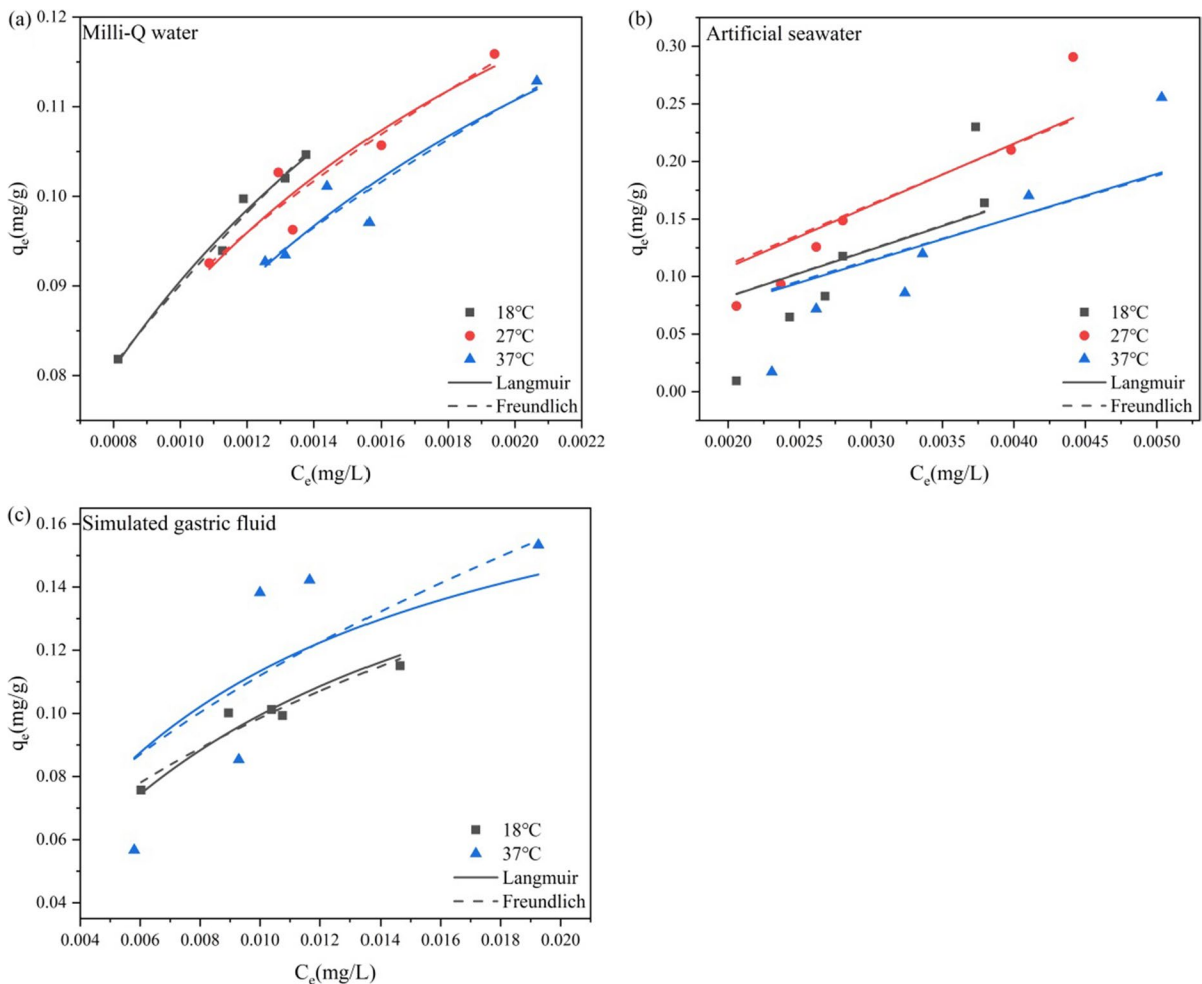 (a)
Milli-Q water
0.12
0.11
0.10
0.09
0.08
qe(mg/g)
18℃
27℃
37℃
Langmuir
Freundlich
0.0008 0.0010 0.0012 0.0014 0.0016 0.0018 0.0020 0.0022
Ce(mg/L)
(b)
Artificial seawater
0.30
0.25
0.20
0.15
0.10
0.05
0.00
qe(mg/g)
18℃
27℃
37℃
Langmuir
Freundlich
0.0020 0.0025 0.0030 0.0035 0.0040 0.0045 0.0050
Ce(mg/L)
(c)
Simulated gastric fluid
0.16
0.14
0.12
0.10
0.08
0.06
0.04
qe(mg/g)
18℃
37℃
Langmuir
Freundlich
0.004 0.006 0.008 0.010 0.012 0.014 0.016 0.018 0.020
Ce(mg/L)